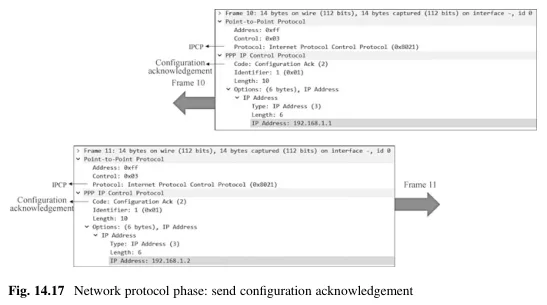 > Frame 10: 14 bytes on wire (112 bits), 14 bytes captured (112 bits) on interface -, id 0
Point-to-Point Protocol
Address: 0xff
Control: 0x03
IPCP
Protocol: Internet Protocol Control Protocol (0x8021)
PPP IP Control Protocol
Configuration
acknowledgement
Code: Configuration Ack (2)
Identifier: 1 (0x01)
Length: 10
Frame 10
Options: (6 bytes), IP Address
IP Address
Type: IP Address (3)
Length: 6
IP Address: 192.168.1.1
> Frame 11: 14 bytes on wire (112 bits), 14 bytes captured (112 bits) on interface -, id 0
Point-to-Point Protocol
Address: 0xff
Control: 0x03
IPCP
Protocol: Internet Protocol Control Protocol (0x8021)
Frame 11
PPP IP Control Protocol
Configuration
acknowledgement
Code: Configuration Ack (2)
Identifier: 1 (0x01)
Length: 10
Options: (6 bytes), IP Address
IP Address
Type: IP Address (3)
Length: 6
IP Address: 192.168.1.2
Fig. 14.17 Network protocol phase: send configuration acknowledgement